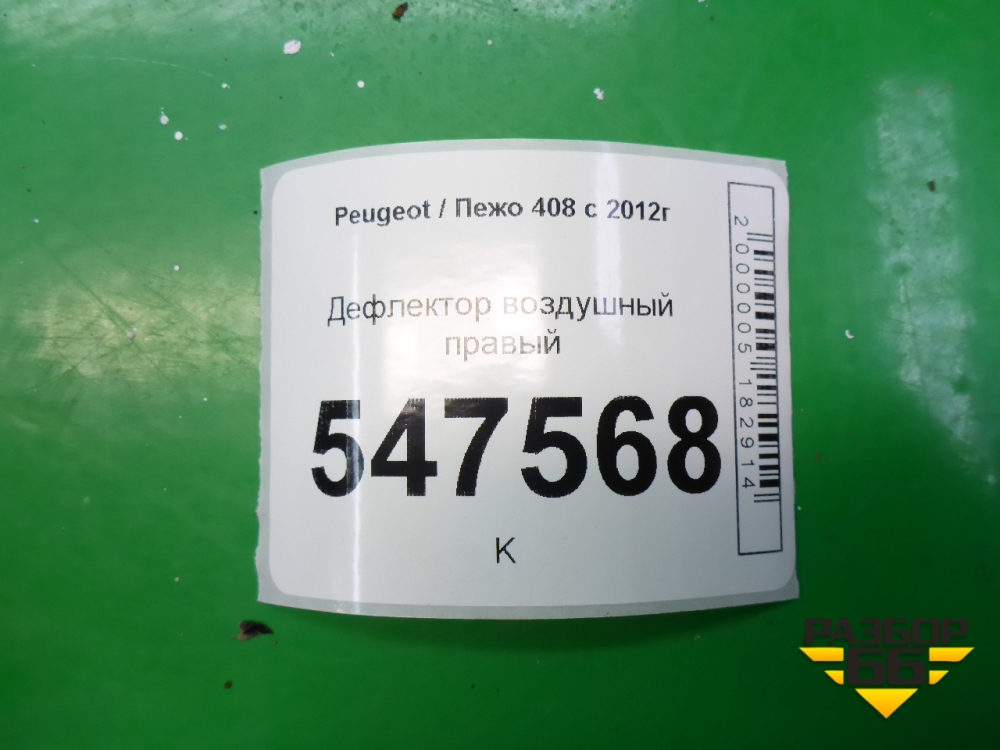 Peugeot / Пежо 408 с 2012г
Дефлектор воздушный
правый
547568
К
2000005182914
РАЗБОР
66